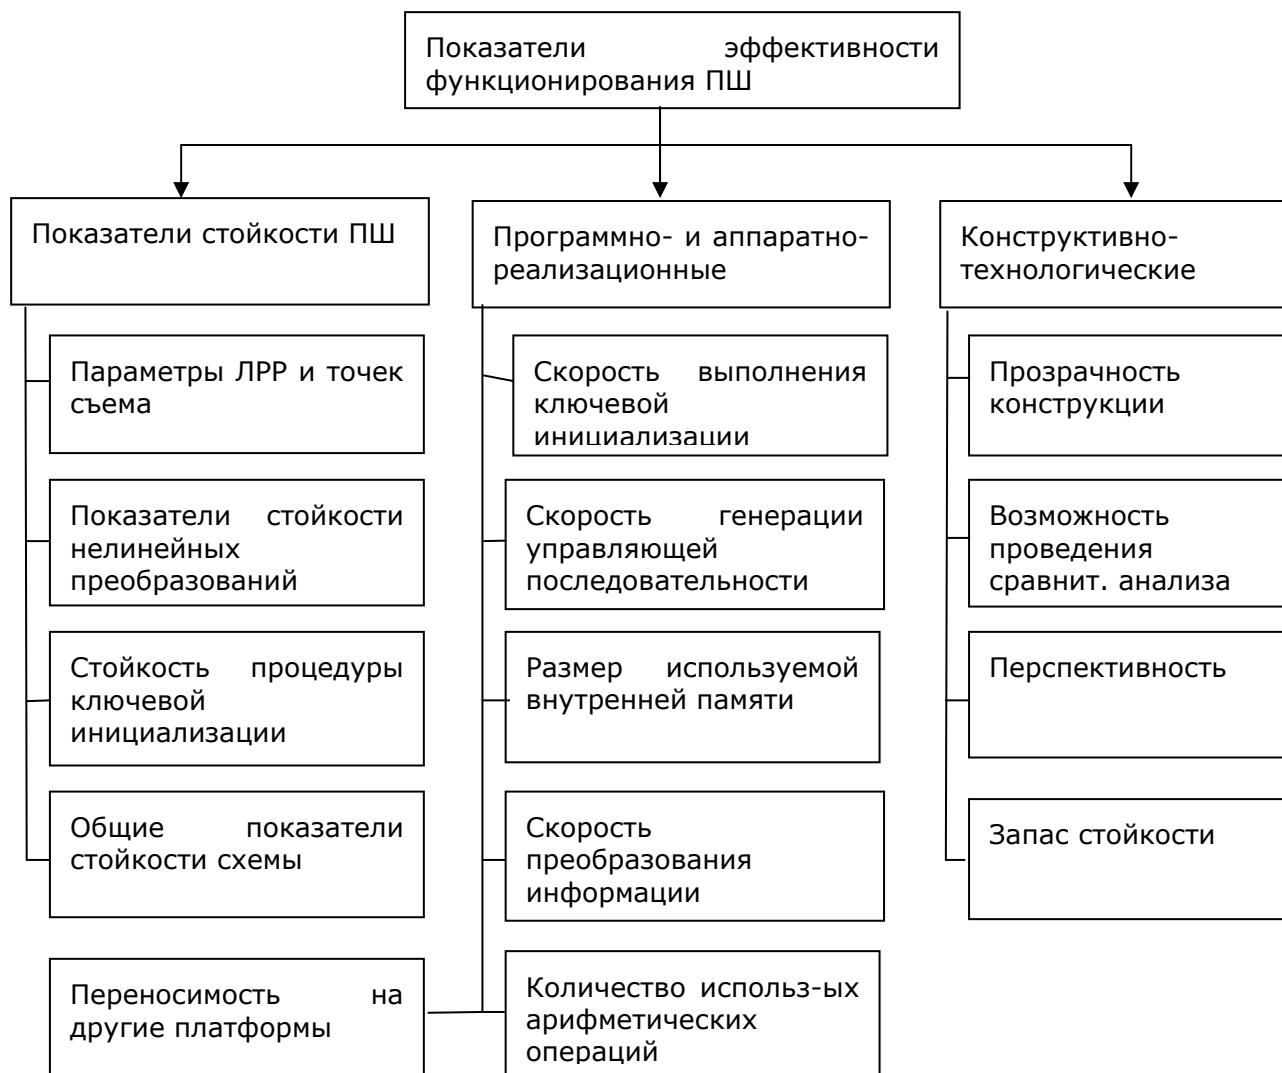 Показатели эффективности
функционирования ПШ
Показатели стойкости ПШ
Параметры ЛРР и точек
съема
Показатели стойкости
нелинейных
преобразований
Стойкость процедуры
ключевой
инициализации
Общие показатели
стойкости схемы
Переносимость на
другие платформы
Программно- и аппаратно-
реализационные
Скорость выполнения
ключевой
инициализации
Скорость генерации
управляющей
последовательности
Размер используемой
внутренней памяти
Скорость
преобразования
информации
Количество использ-ых
арифметических
операций
Конструктивно-
технологические
Прозрачность
конструкции
Возможность
проведения
сравнит. анализа
Перспективность
Запас стойкости